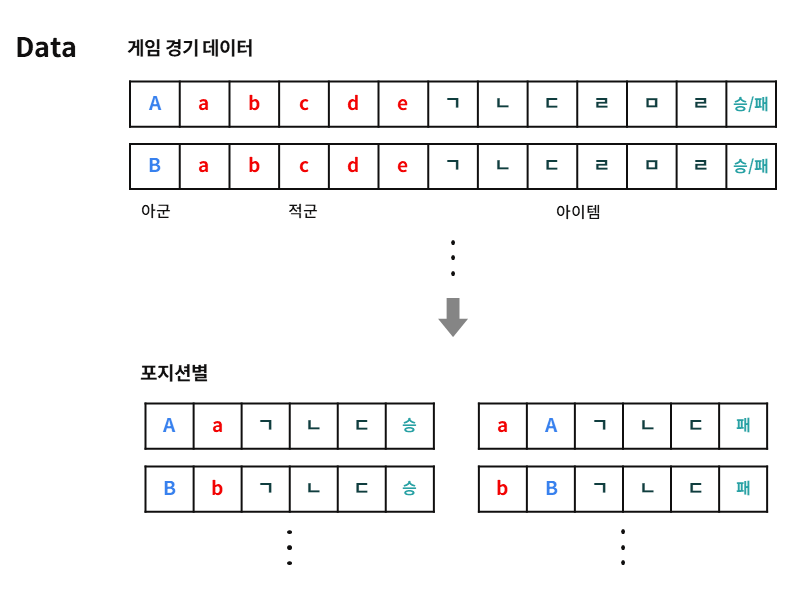 Data 게임 경기 데이터
A a b c d e ㄱ ㄴ ㄷ ㄹ ㅁ ㄹ 승/패
B a b c d e ㄱ ㄴ ㄷ ㄹ ㅁ ㄹ 승/패
아군 적군 아이템
포지션별
A a ㄱ ㄴ ㄷ 승 a A ㄱ ㄴ ㄷ 패
B b ㄱ ㄴ ㄷ 승 b B ㄱ ㄴ ㄷ 패